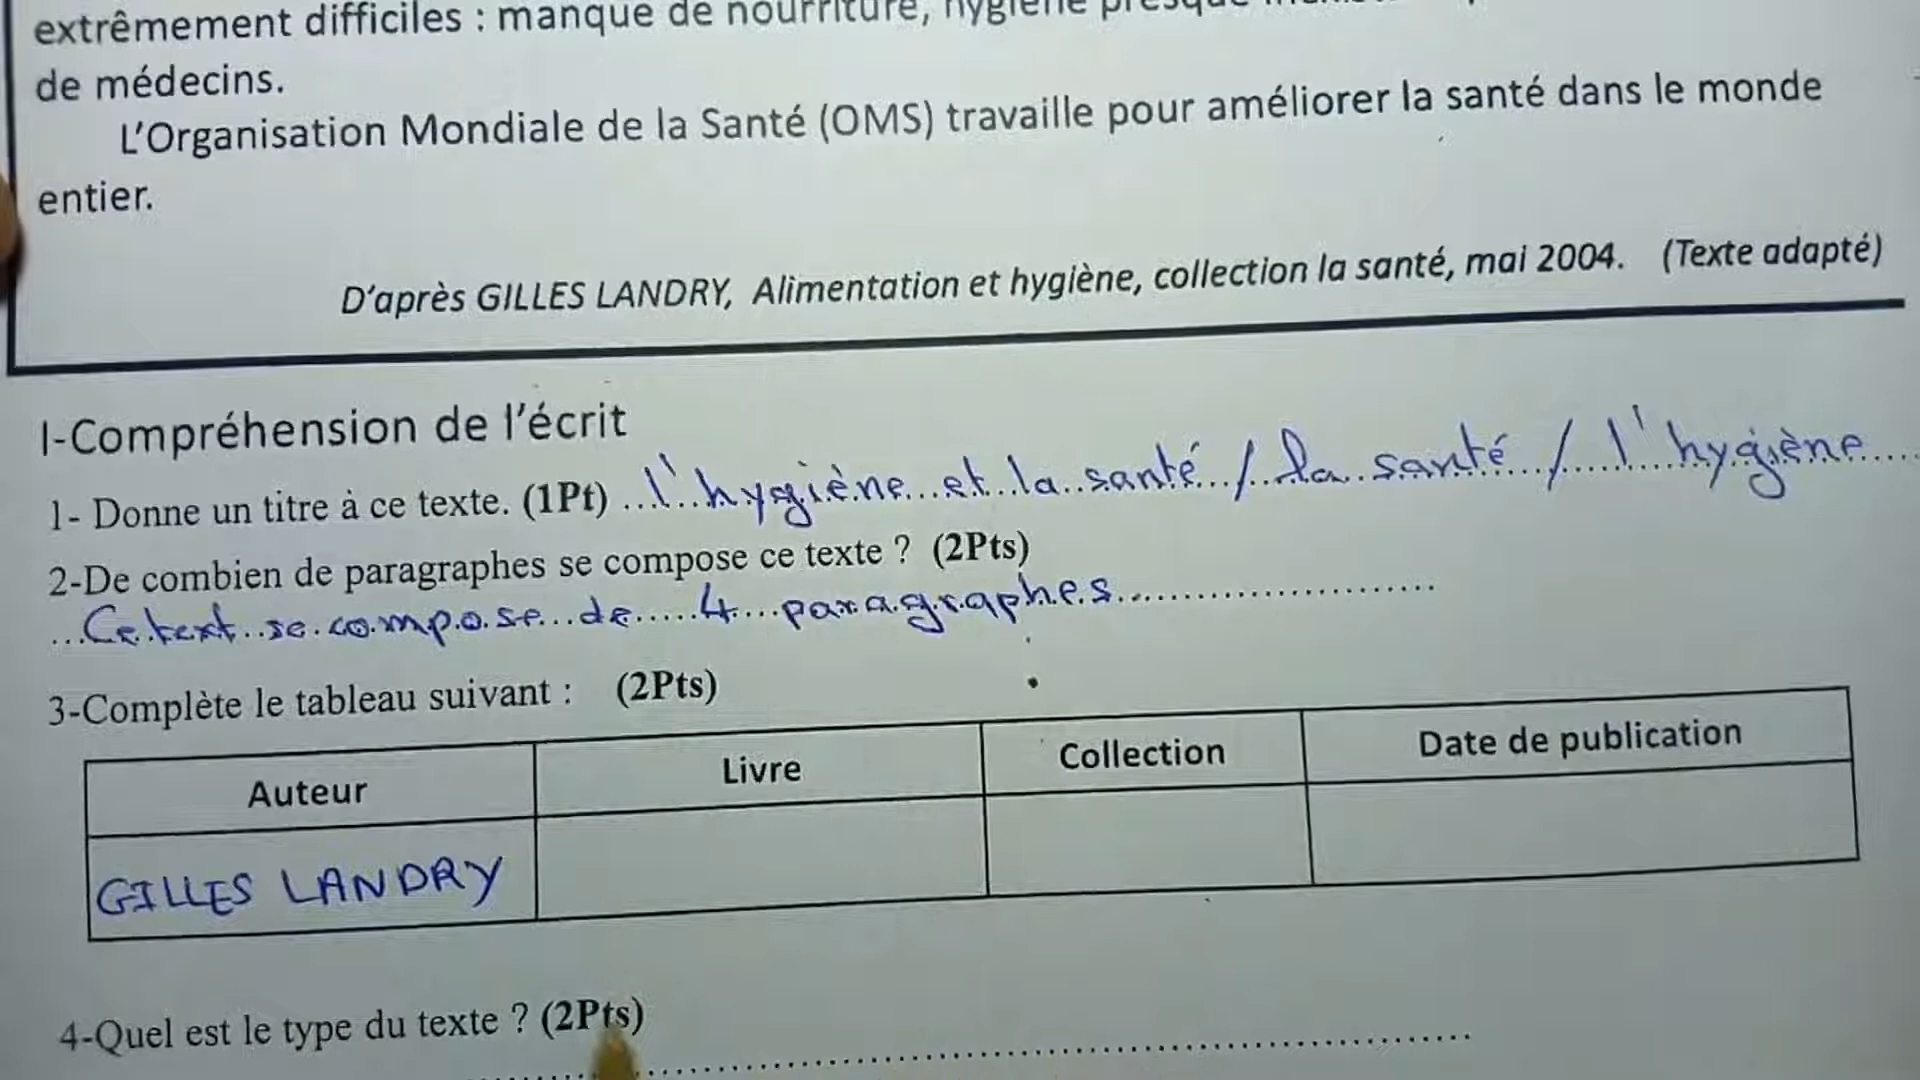 extrêmement difficiles : manque de nourriture, hygiène presque
de médecins.
L'Organisation Mondiale de la Santé (OMS) travaille pour améliorer la santé dans le monde
entier.
D'après GILLES LANDRY, Alimentation et hygiène, collection la santé, mai 2004. (Texte adapté)
I-Compréhension de l'écrit
1- Donne un titre à ce texte. (1Pt) ...l'hygiène et la santé / la santé / l'hygiène....
2-De combien de paragraphes se compose ce texte ? (2Pts)
...Ce text se compose de 4 paragraphes...
3-Complète le tableau suivant : (2Pts)
Auteur Livre Collection Date de publication
GILLES LANDRY
4-Quel est le type du texte ? (2Pts)